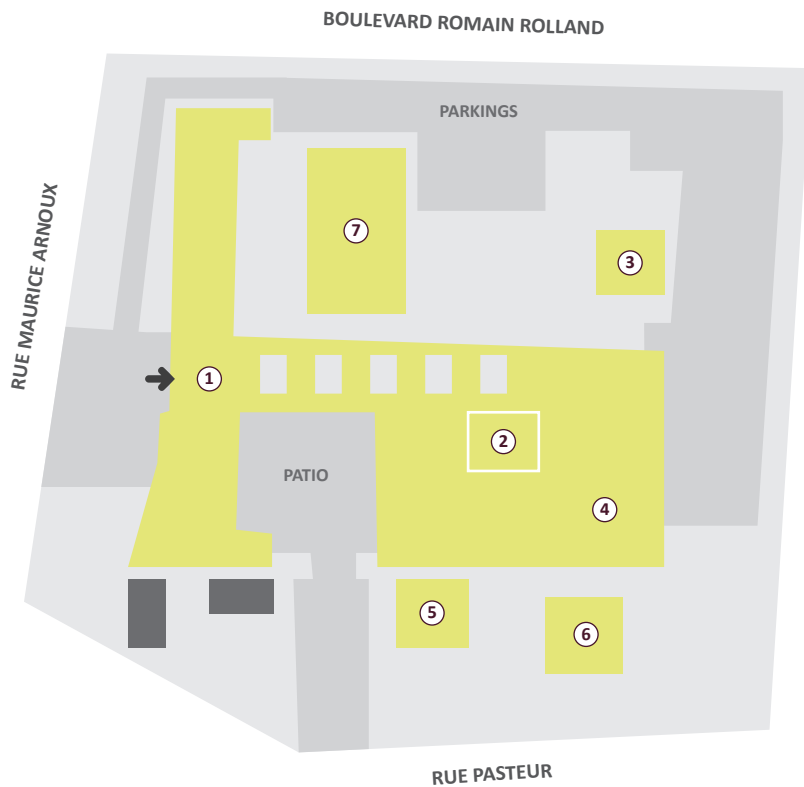 BOULEVARD ROMAIN ROLLAND
PARKINGS
RUE MAURICE ARNOUX
7
3
1
2
PATIO
4
5
6
RUE PASTEUR